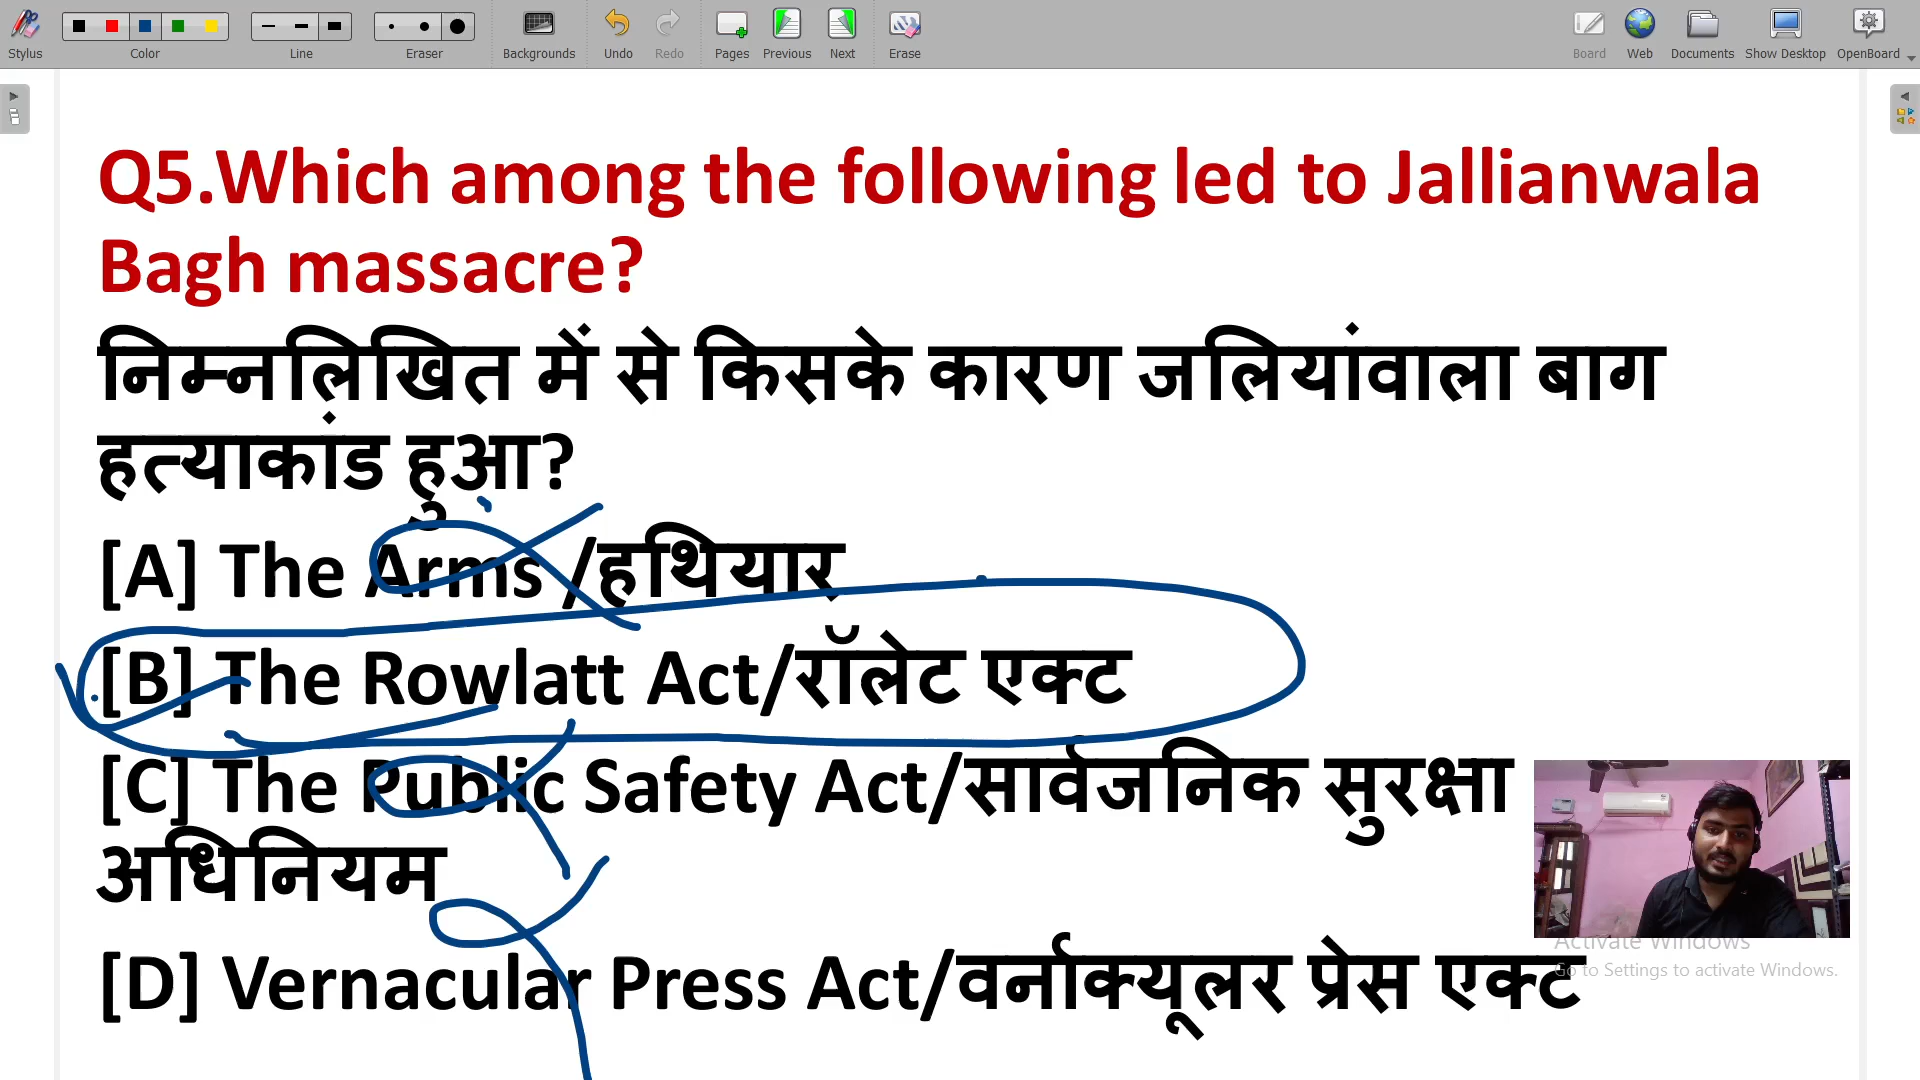 Stylus Color Line Eraser Backgrounds Undo Redo Pages Previous Next Erase Board Web Documents Show Desktop OpenBoard
Q5.Which among the following led to Jallianwala
Bagh massacre?
निम्नलिखित में से किसके कारण जलियांवाला बाग
हत्याकांड हुआ?
[A] The Arms /हथियार
[B] The Rowlatt Act/रॉलेट एक्ट
[C] The Public Safety Act/सार्वजनिक सुरक्षा
अधिनियम
[D] Vernacular Press Act/वर्नाक्यूलर प्रेस एक्ट
Activate Windows
Go to Settings to activate Windows.